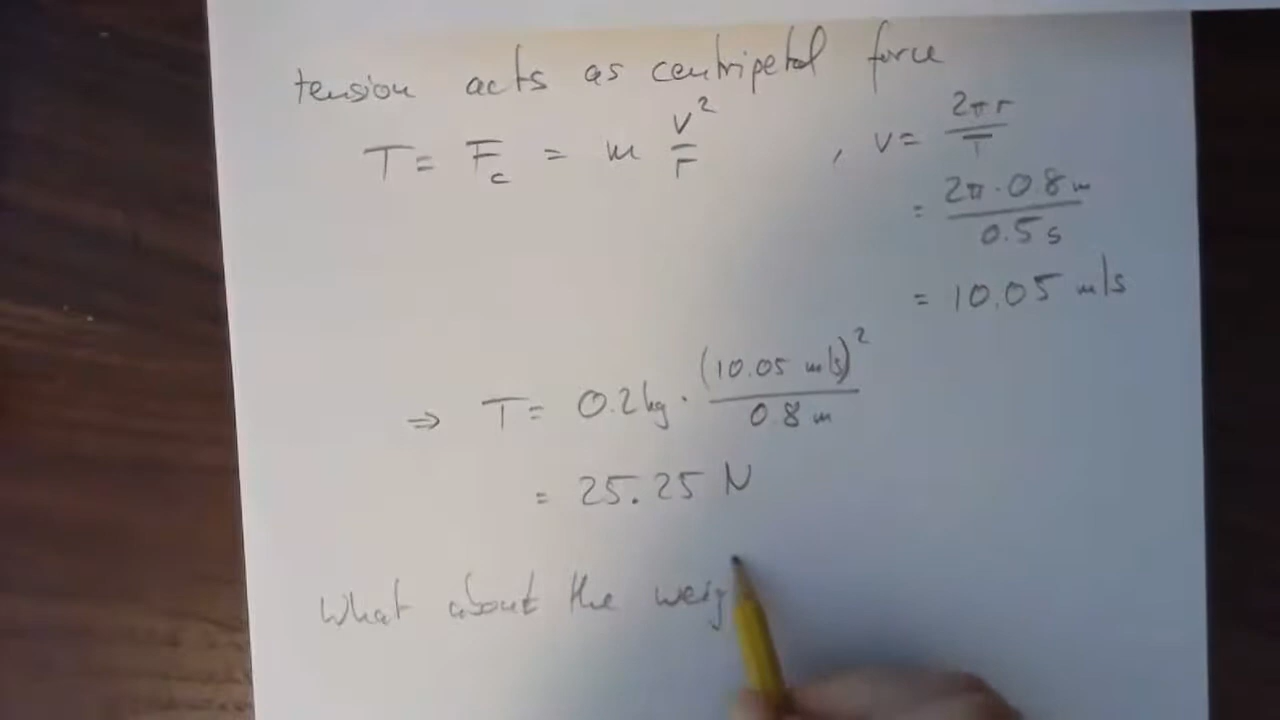 tension acts as centripetal force
T = F_c = m v²/r , v = 2πr/T
= 2π · 0.8 m / 0.5 s
= 10.05 m/s
⇒ T = 0.2 kg · (10.05 m/s)² / 0.8 m
= 25.25 N
What about the weig